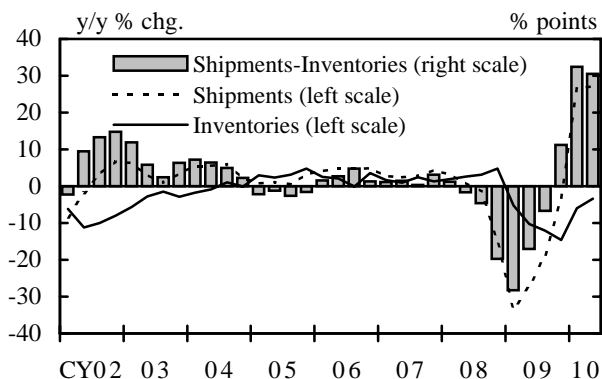 y/y % chg. % points
40
30
20
10
0
-10
-20
-30
-40
Shipments-Inventories (right scale)
Shipments (left scale)
Inventories (left scale)
CY02 03 04 05 06 07 08 09 10